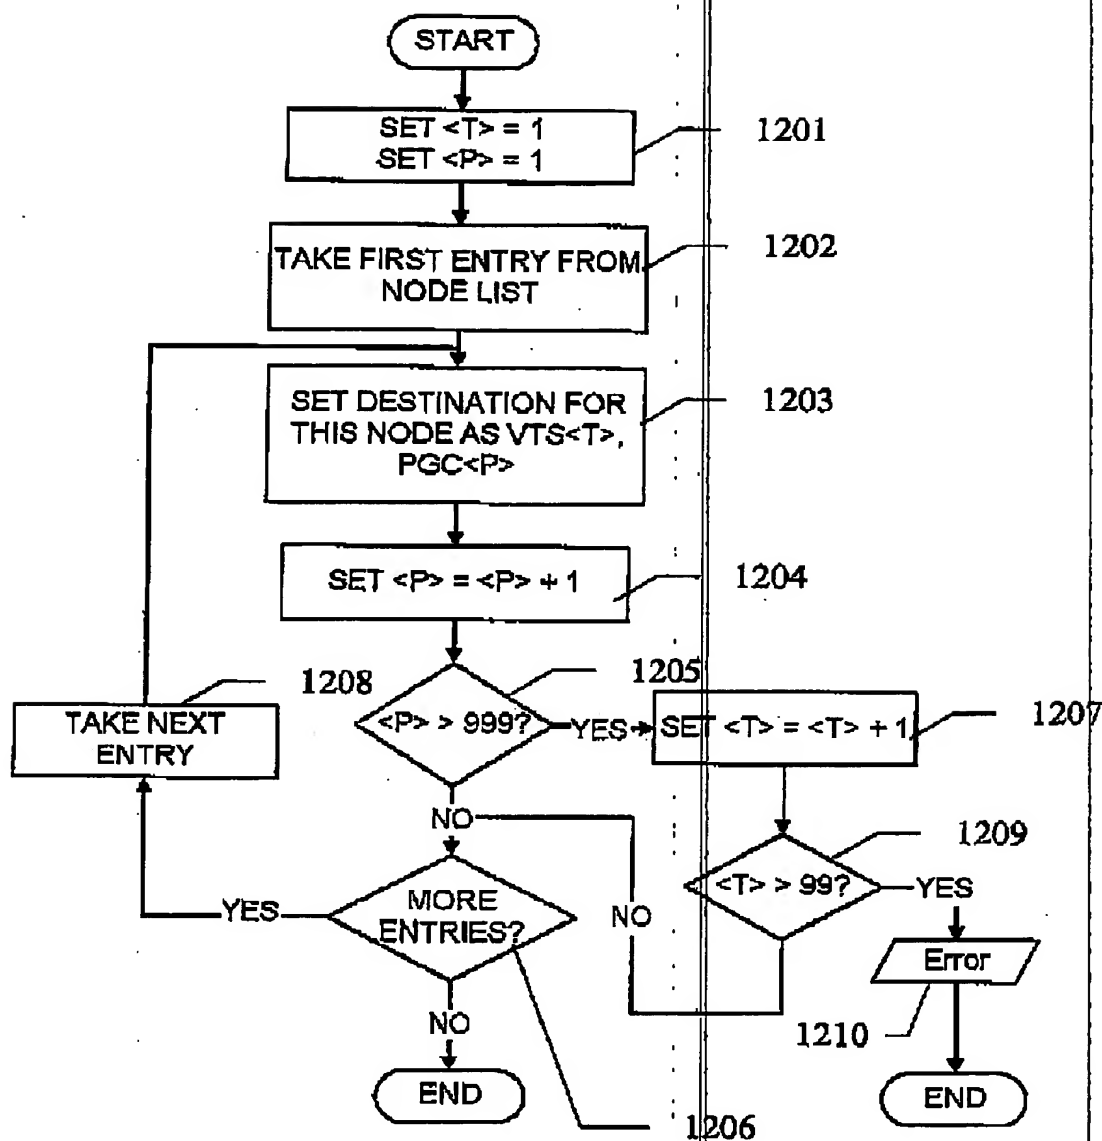 START
SET <T> = 1
SET <P> = 1
1201
TAKE FIRST ENTRY FROM
NODE LIST
1202
SET DESTINATION FOR
THIS NODE AS VTS<T>,
PGC<P>
1203
SET <P> = <P> + 1
1204
<P> > 999?
1205
YES
SET <T> = <T> + 1
1207
1208
TAKE NEXT
ENTRY
NO
<T> > 99?
1209
YES
MORE
ENTRIES?
YES
NO
Error
1210
NO
END
END
1206